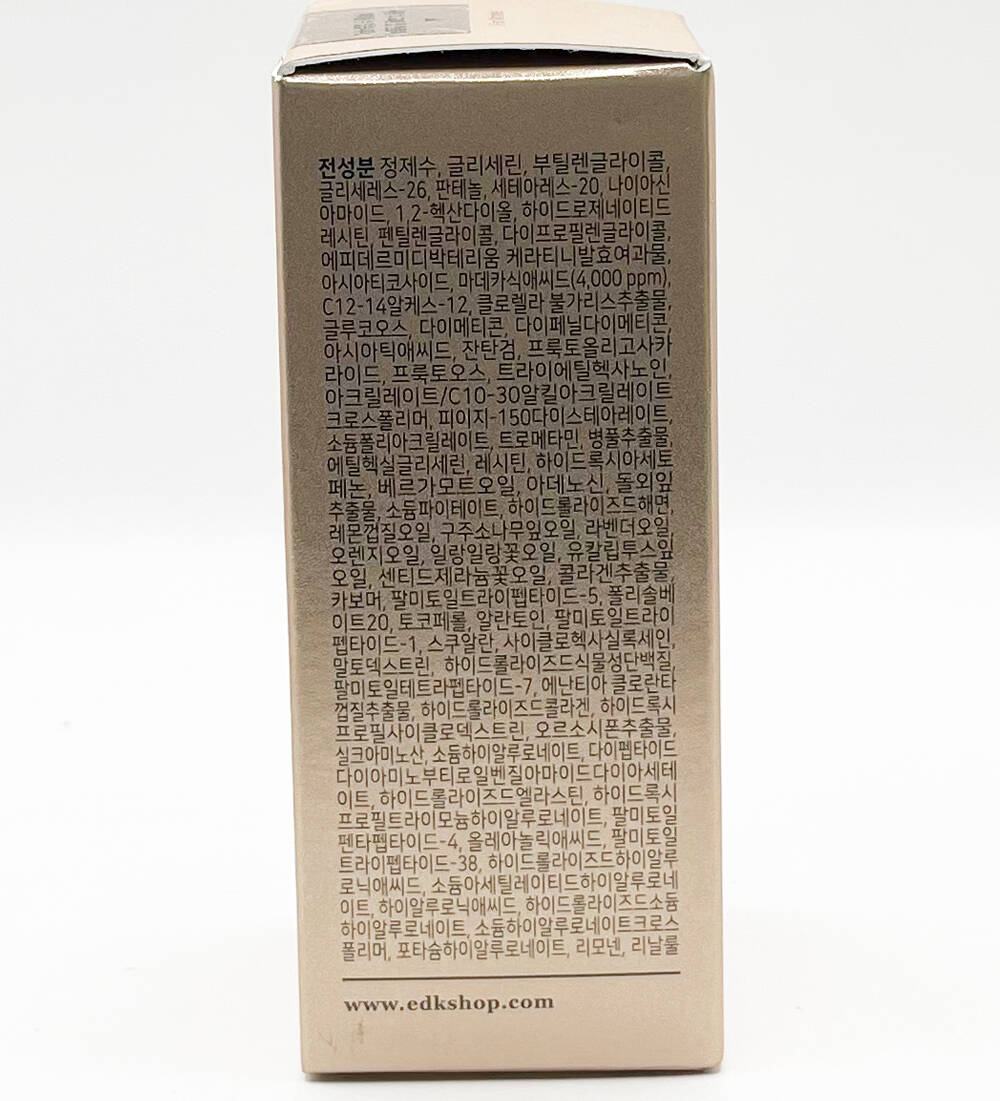 전성분 정제수, 글리세린, 부틸렌글라이콜,
글리세레스-26, 판테놀, 세테아레스-20, 나이아신
아마이드, 1,2-헥산다이올, 하이드로제네이티드
레시틴, 펜틸렌글라이콜, 다이프로필렌글라이콜,
에피데르미디박테리움 케라티니발효여과물,
아시아티코사이드, 마데카식애씨드(4,000 ppm),
C12-14알케스-12, 클로렐라 불가리스추출물,
글루코오스, 다이메티콘, 다이페닐다이메티콘,
아시아틱애씨드, 잔탄검, 프룩토올리고사카
라이드, 프룩토오스, 트라이에틸헥사노인,
아크릴레이트/C10-30알킬아크릴레이트
크로스폴리머, 피이지-150다이스테아레이트,
소듐폴리아크릴레이트, 트로메타민, 병풀추출물,
에틸헥실글리세린, 레시틴, 하이드록시아세토
페논, 베르가모트오일, 아데노신, 돌외잎
추출물, 소듐파이테이트, 하이드롤라이즈드해면,
레몬껍질오일, 구주소나무잎오일, 라벤더오일,
오렌지오일, 일랑일랑꽃오일, 유칼립투스잎
오일, 센티드제라늄꽃오일, 콜라겐추출물,
카보머, 팔미토일트라이펩타이드-5, 폴리솔베
이트20, 토코페롤, 알란토인, 팔미토일트라이
펩타이드-1, 스쿠알란, 사이클로헥사실록세인,
말토덱스트린, 하이드롤라이즈드식물성단백질,
팔미토일테트라펩타이드-7, 에난티아 클로란타
껍질추출물, 하이드롤라이즈드콜라겐, 하이드록시
프로필사이클로덱스트린, 오르소시폰추출물,
실크아미노산, 소듐하이알루로네이트, 다이펩타이드
다이아미노부티로일벤질아마이드다이아세테
이트, 하이드롤라이즈드엘라스틴, 하이드록시
프로필트라이모늄하이알루로네이트, 팔미토일
펜타펩타이드-4, 올레아놀릭애씨드, 팔미토일
트라이펩타이드-38, 하이드롤라이즈드하이알루
로닉애씨드, 소듐아세틸레이티드하이알루로네
이트, 하이알루로닉애씨드, 하이드롤라이즈드소듐
하이알루로네이트, 소듐하이알루로네이트크로스
폴리머, 포타슘하이알루로네이트, 리모넨, 리날룰
www.edkshop.com